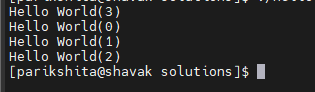 Hello World(3)
Hello World(0)
Hello World(1)
Hello World(2)
[parikshita@shavak solutions]$